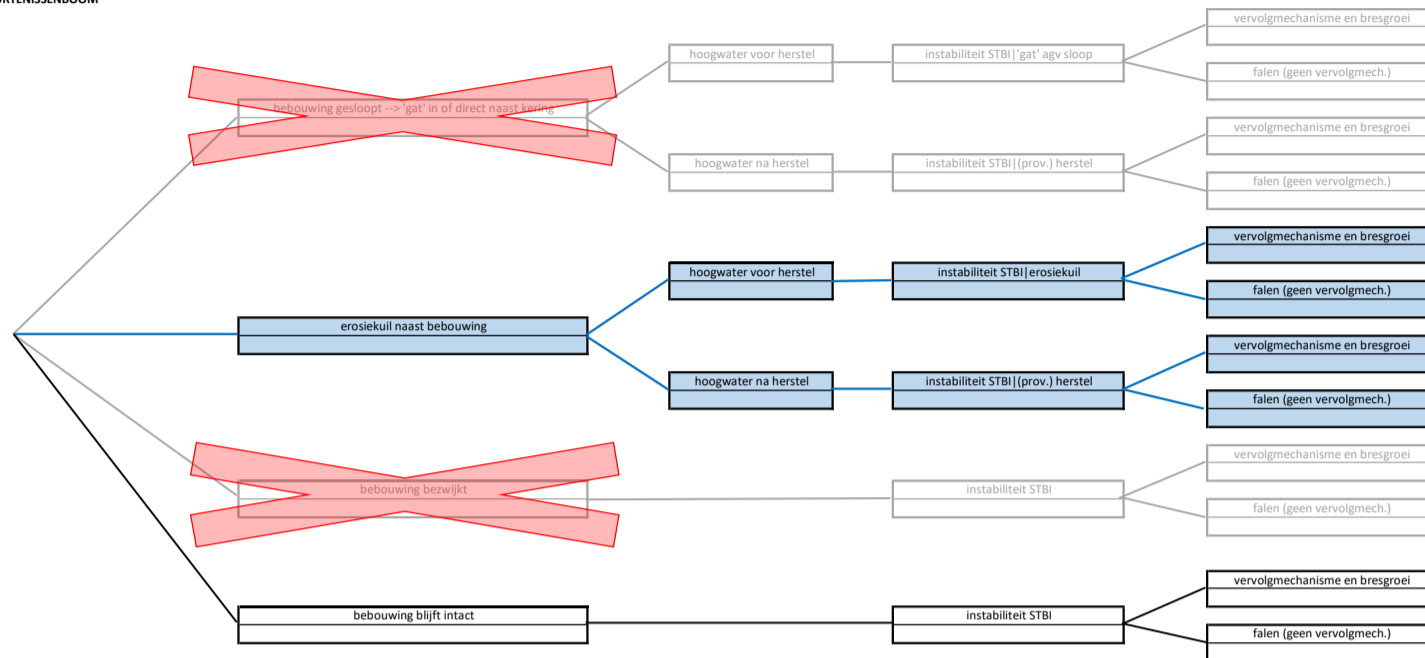 vervolgmechanisme en bresgroei
hoogwater voor herstel
instabiliteit STBI|'gat' agv sloop
falen (geen vervolgmech.)
bebouwing gesloopt --> 'gat' in of direct naast kering
vervolgmechanisme en bresgroei
hoogwater na herstel
instabiliteit STBI|(prov.) herstel
falen (geen vervolgmech.)
vervolgmechanisme en bresgroei
hoogwater voor herstel
instabiliteit STBI|erosiekuil
falen (geen vervolgmech.)
erosiekuil naast bebouwing
vervolgmechanisme en bresgroei
hoogwater na herstel
instabiliteit STBI|(prov.) herstel
falen (geen vervolgmech.)
vervolgmechanisme en bresgroei
bebouwing bezwijkt
instabiliteit STBI
falen (geen vervolgmech.)
vervolgmechanisme en bresgroei
bebouwing blijft intact
instabiliteit STBI
falen (geen vervolgmech.)